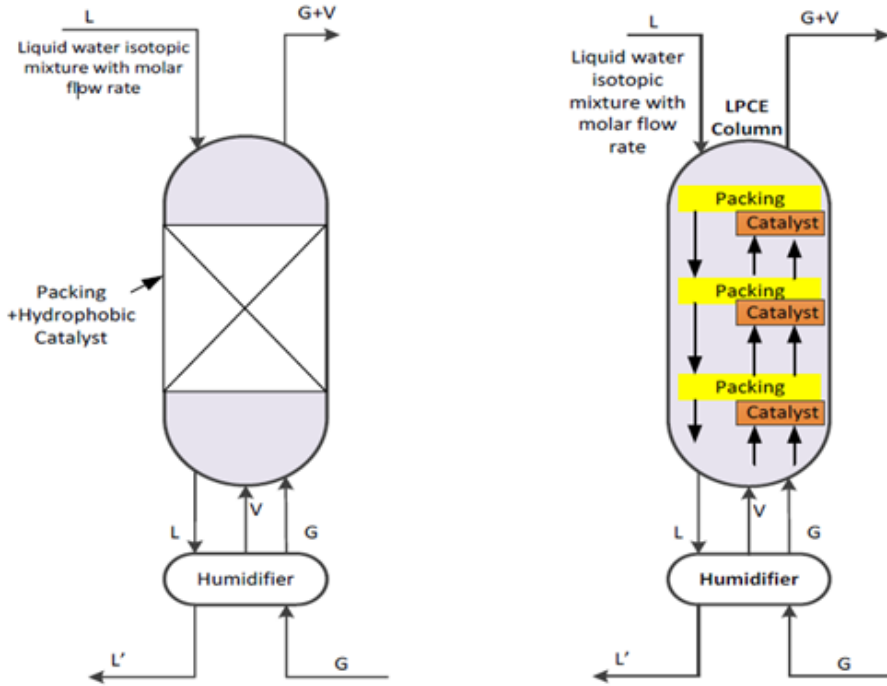 L
G+V
Liquid water isotopic
mixture with molar
flow rate
Packing
+Hydrophobic
Catalyst
L
V
G
Humidifier
L’
G
L
G+V
Liquid water
isotopic
mixture with
molar flow
rate
LPCE
Column
Packing
Catalyst
Packing
Catalyst
Packing
Catalyst
L
V
G
Humidifier
L’
G